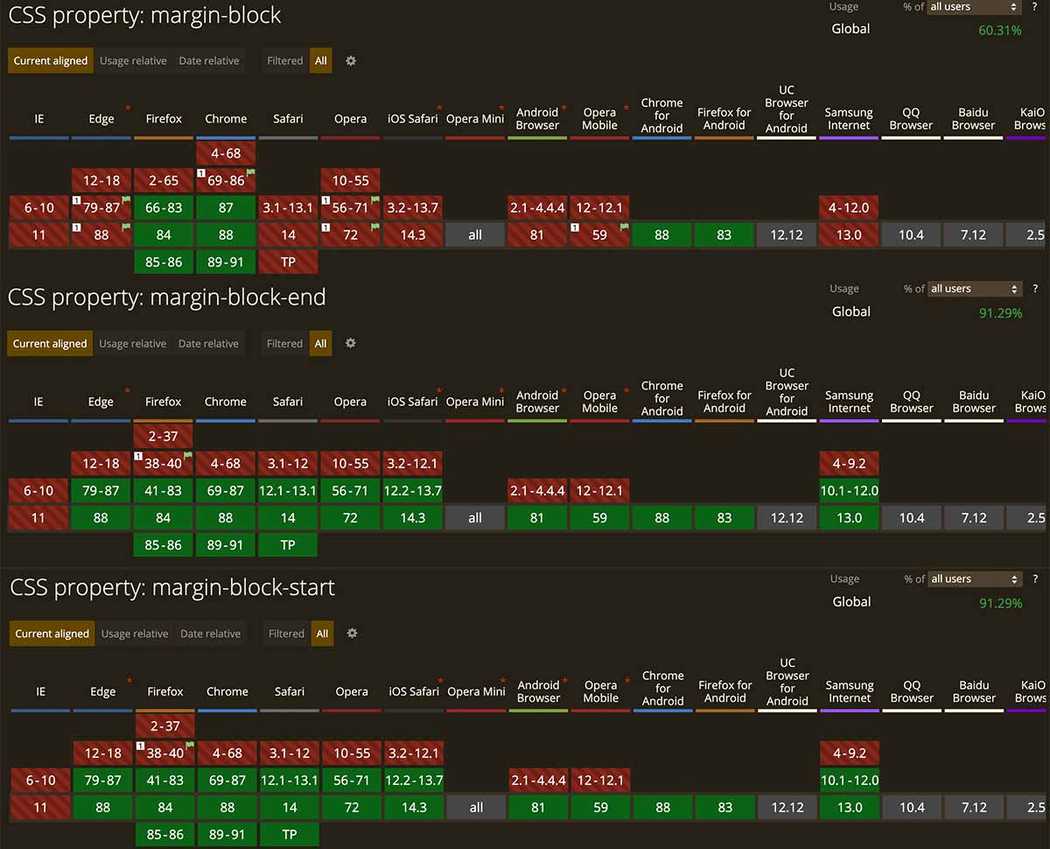 CSS property: margin-block
Usage % of all users ?
Global 60.31%
Current aligned Usage relative Date relative Filtered All
IE Edge * Firefox Chrome Safari Opera iOS Safari * Opera Mini * Android Browser * Opera Mobile * Chrome for Android Firefox for Android UC Browser for Android Samsung Internet QQ Browser Baidu Browser KaiO Brows
4-68
12-18 2-65 1 69-86 10-55
6-10 1 79-87 66-83 87 3.1-13.1 1 56-71 3.2-13.7 2.1-4.4.4 12-12.1 4-12.0
11 1 88 84 88 14 1 72 14.3 all 81 1 59 88 83 12.12 13.0 10.4 7.12 2.5
85-86 89-91 TP
CSS property: margin-block-end
Usage % of all users ?
Global 91.29%
Current aligned Usage relative Date relative Filtered All
IE Edge * Firefox Chrome Safari Opera iOS Safari * Opera Mini * Android Browser * Opera Mobile * Chrome for Android Firefox for Android UC Browser for Android Samsung Internet QQ Browser Baidu Browser KaiO Brows
2-37
12-18 1 38-40 4-68 3.1-12 10-55 3.2-12.1 4-9.2
6-10 79-87 41-83 69-87 12.1-13.1 56-71 12.2-13.7 2.1-4.4.4 12-12.1 10.1-12.0
11 88 84 88 14 72 14.3 all 81 59 88 83 12.12 13.0 10.4 7.12 2.5
85-86 89-91 TP
CSS property: margin-block-start
Usage % of all users ?
Global 91.29%
Current aligned Usage relative Date relative Filtered All
IE Edge * Firefox Chrome Safari Opera iOS Safari * Opera Mini * Android Browser * Opera Mobile * Chrome for Android Firefox for Android UC Browser for Android Samsung Internet QQ Browser Baidu Browser KaiO Brows
2-37
12-18 1 38-40 4-68 3.1-12 10-55 3.2-12.1 4-9.2
6-10 79-87 41-83 69-87 12.1-13.1 56-71 12.2-13.7 2.1-4.4.4 12-12.1 10.1-12.0
11 88 84 88 14 72 14.3 all 81 59 88 83 12.12 13.0 10.4 7.12 2.5
85-86 89-91 TP